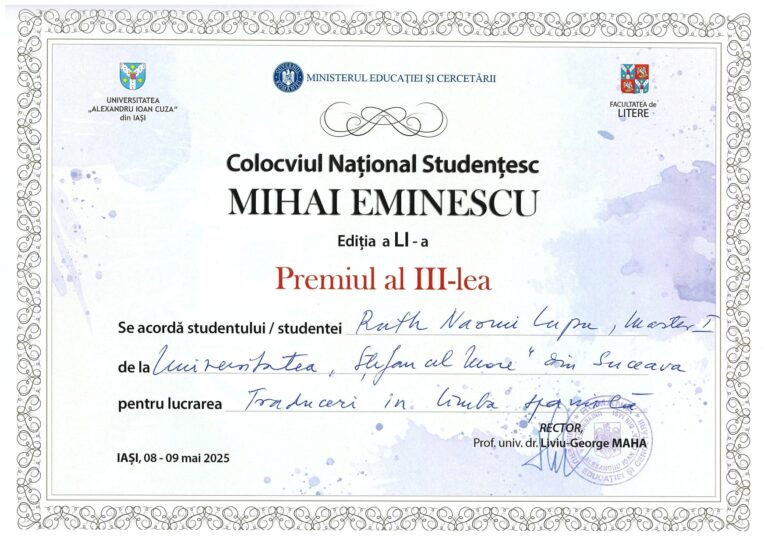 UNIVERSITATEA
„ALEXANDRU IOAN CUZA”
din IAȘI
MINISTERUL EDUCAȚIEI ȘI CERCETĂRII
FACULTATEA de
LITERE
Colocviul Național Studențesc
MIHAI EMINESCU
Ediția a LI - a
Premiul al III-lea
Se acordă studentului / studentei Ruth Naomi Lupu, Master I
de la Universitatea „Ștefan cel Mare” din Suceava
pentru lucrarea Traduceri in limba spaniolă
RECTOR,
Prof. univ. dr. Liviu-George MAHA
IAȘI, 08 - 09 mai 2025